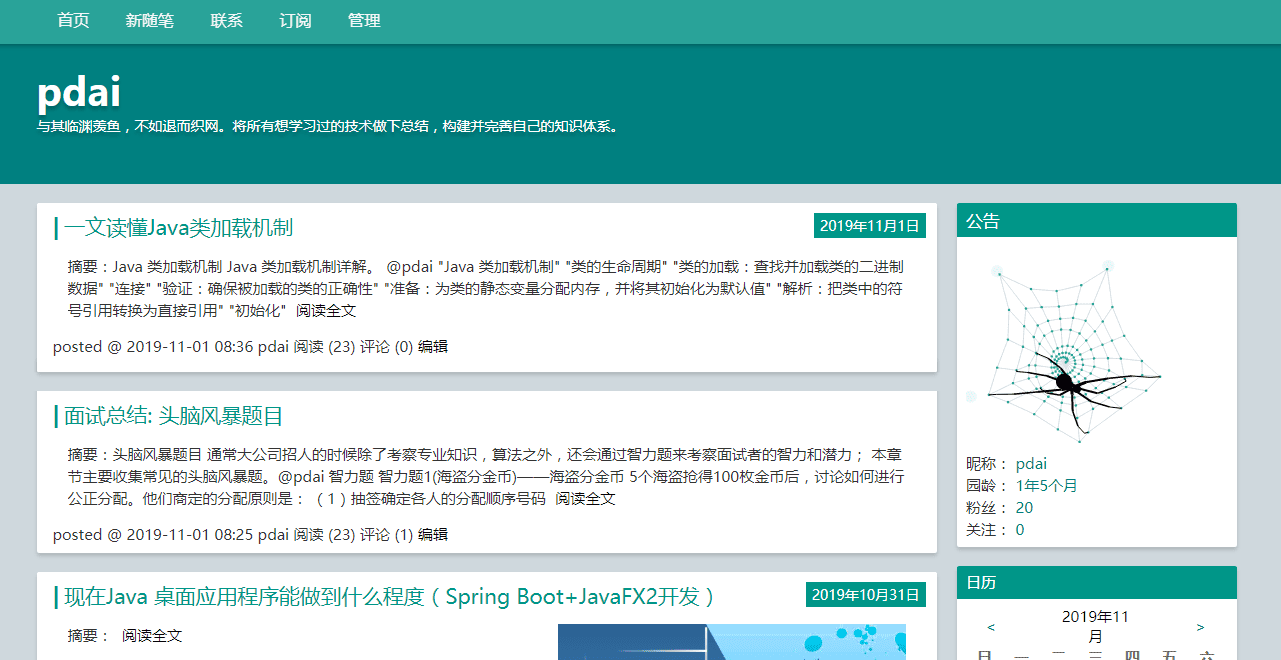 首页 新随笔 联系 订阅 管理
pdai
与其临渊羡鱼，不如退而织网。将所有想学习过的技术做下总结，构建并完善自己的知识体系。
一文读懂Java类加载机制 2019年11月1日
摘要：Java 类加载机制 Java 类加载机制详解。 @pdai "Java 类加载机制" "类的生命周期" "类的加载：查找并加载类的二进制
数据" "连接" "验证：确保被加载的类的正确性" "准备：为类的静态变量分配内存，并将其初始化为默认值" "解析：把类中的符
号引用转换为直接引用" "初始化" 阅读全文
posted @ 2019-11-01 08:36 pdai 阅读 (23) 评论 (0) 编辑
面试总结: 头脑风暴题目
摘要：头脑风暴题目 通常大公司招人的时候除了考察专业知识，算法之外，还会通过智力题来考察面试者的智力和潜力； 本章
节主要收集常见的头脑风暴题。@pdai 智力题 智力题1(海盗分金币)——海盗分金币 5个海盗抢得100枚金币后，讨论如何进行
公正分配。他们商定的分配原则是： （1）抽签确定各人的分配顺序号码 阅读全文
posted @ 2019-11-01 08:25 pdai 阅读 (23) 评论 (1) 编辑
现在Java 桌面应用程序能做到什么程度（Spring Boot+JavaFX2开发） 2019年10月31日
摘要： 阅读全文
公告
昵称： pdai
园龄： 1年5个月
粉丝： 20
关注： 0
日历
< 2019年11 >
月
日 一 二 三 四 五 六